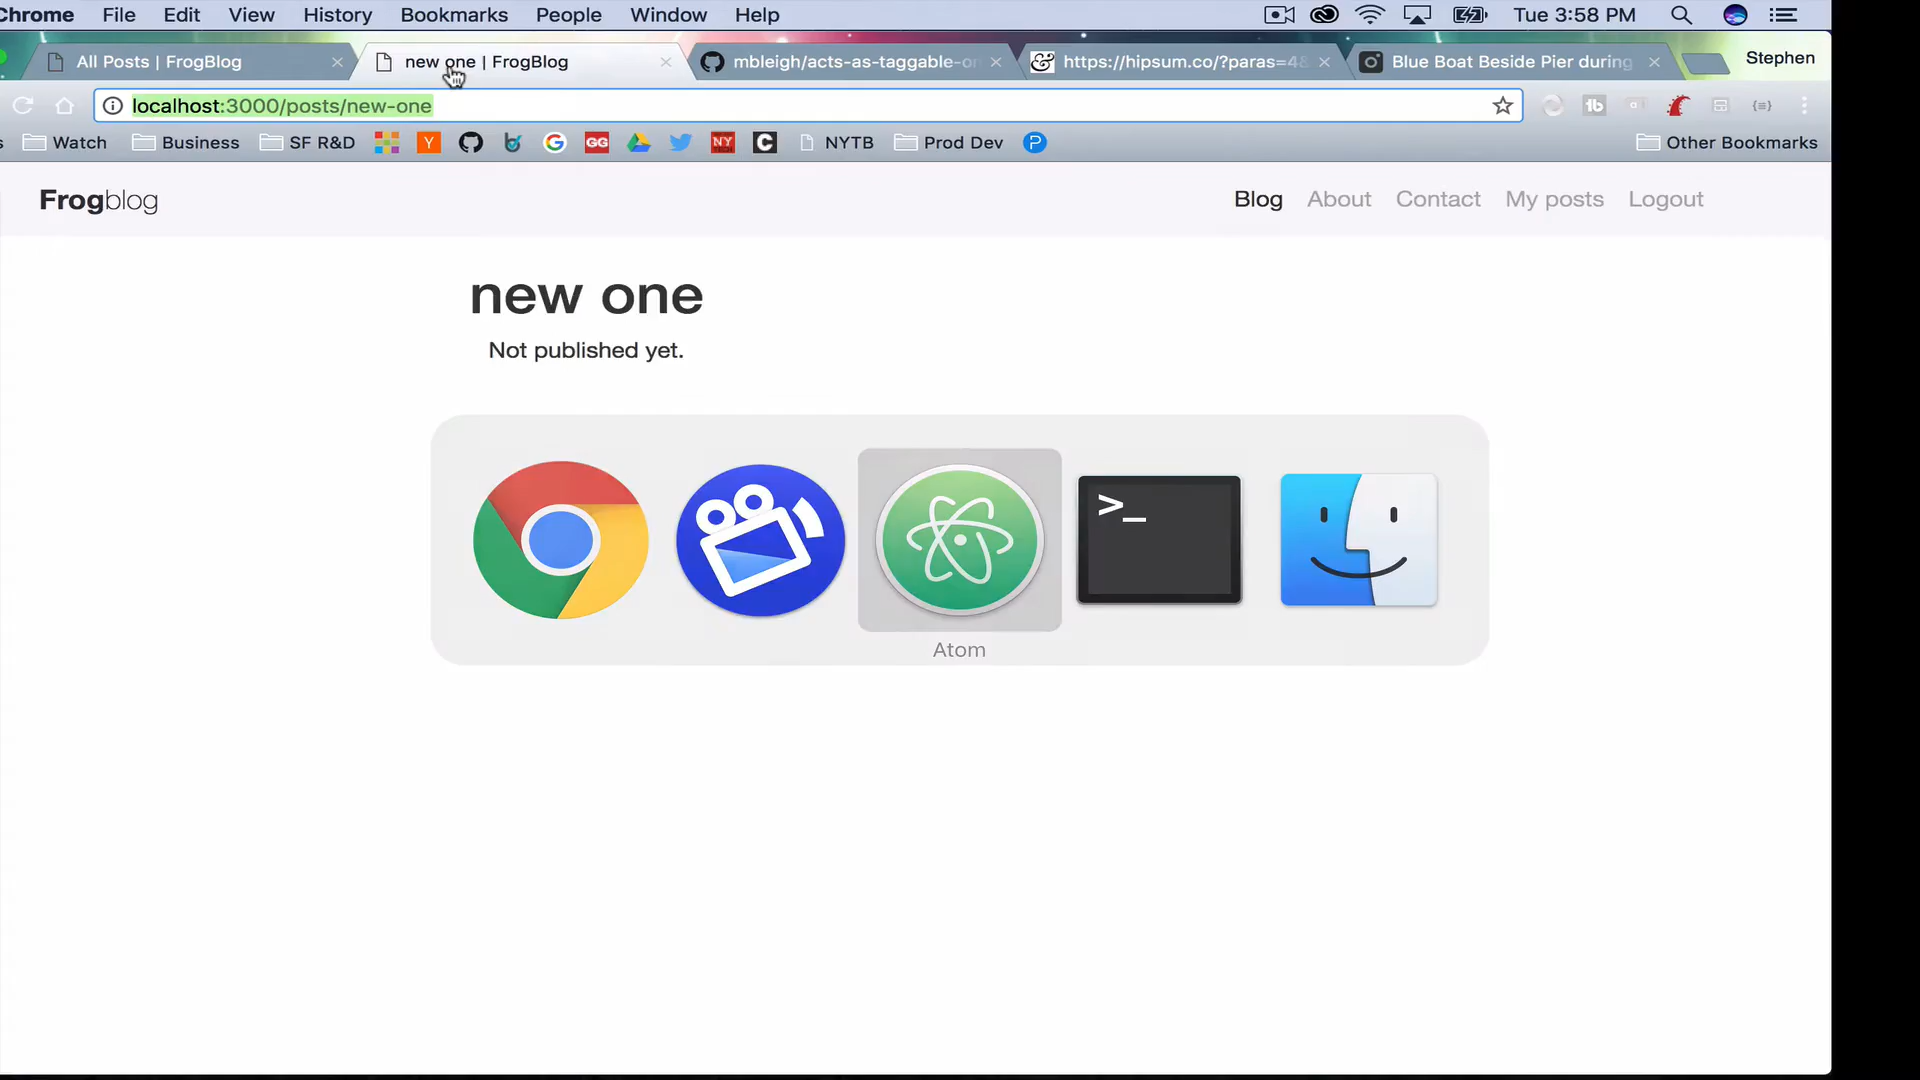 Chrome File Edit View History Bookmarks People Window Help Tue 3:58 PM
All Posts | FrogBlog new one | FrogBlog mbleigh/acts-as-taggable-on https://hipsum.co/?paras=4& Blue Boat Beside Pier during Stephen
localhost:3000/posts/new-one
Watch Business SF R&D Y G GG NY C NYTB Prod Dev P Other Bookmarks
Frogblog Blog About Contact My posts Logout
new one
Not published yet.
>_
Atom